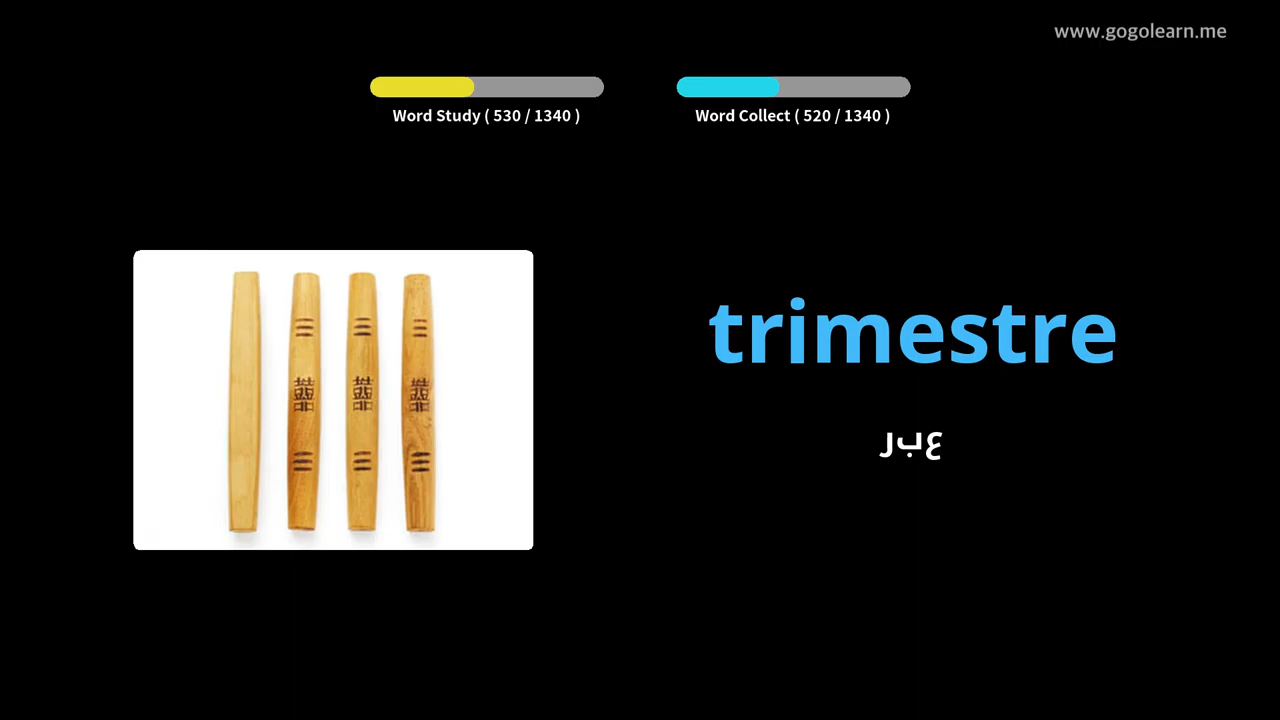 www.gogolearn.me
Word Study ( 530 / 1340 )
Word Collect ( 520 / 1340 )
囍 囍 囍
trimestre
عبر